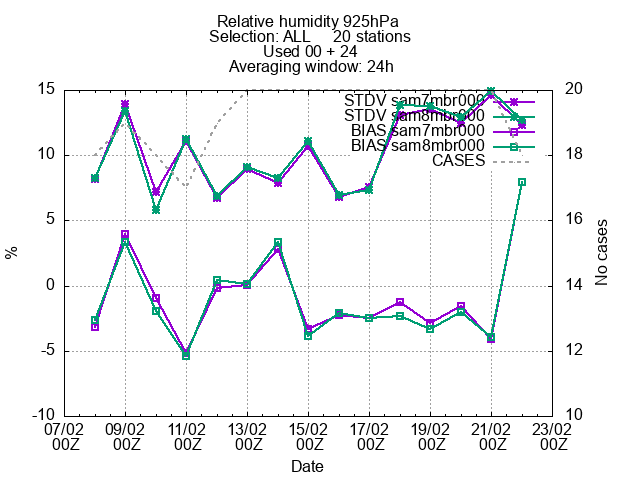 Relative humidity 925hPa
Selection: ALL 20 stations
Used 00 + 24
Averaging window: 24h
15
10
5
0
-5
-10
%
20
18
16
14
12
10
No cases
STDV sam7mbr000
STDV sam8mbr000
BIAS sam7mbr000
BIAS sam8mbr000
CASES
07/02 09/02 11/02 13/02 15/02 17/02 19/02 21/02 23/02
00Z 00Z 00Z 00Z 00Z 00Z 00Z 00Z 00Z
Date